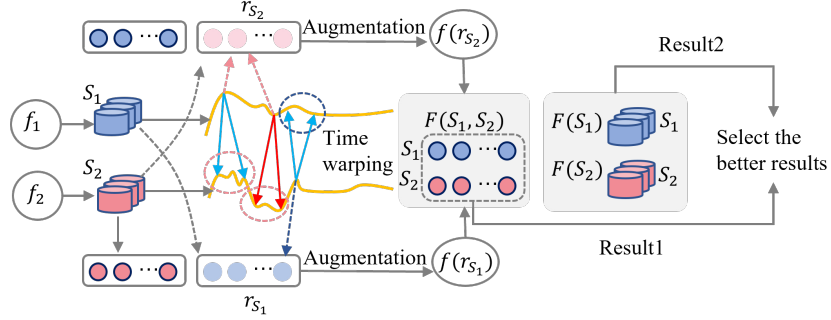 r_{S_2}
··· ··· Augmentation f(r_{S_2})
Result2
S_1
f_1
F(S_1, S_2)
F(S_1) S_1
Time
warping
S_1 ···
Select the
better results
S_2
f_2
S_2 ···
F(S_2) S_2
Result1
··· ··· Augmentation f(r_{S_1})
r_{S_1}